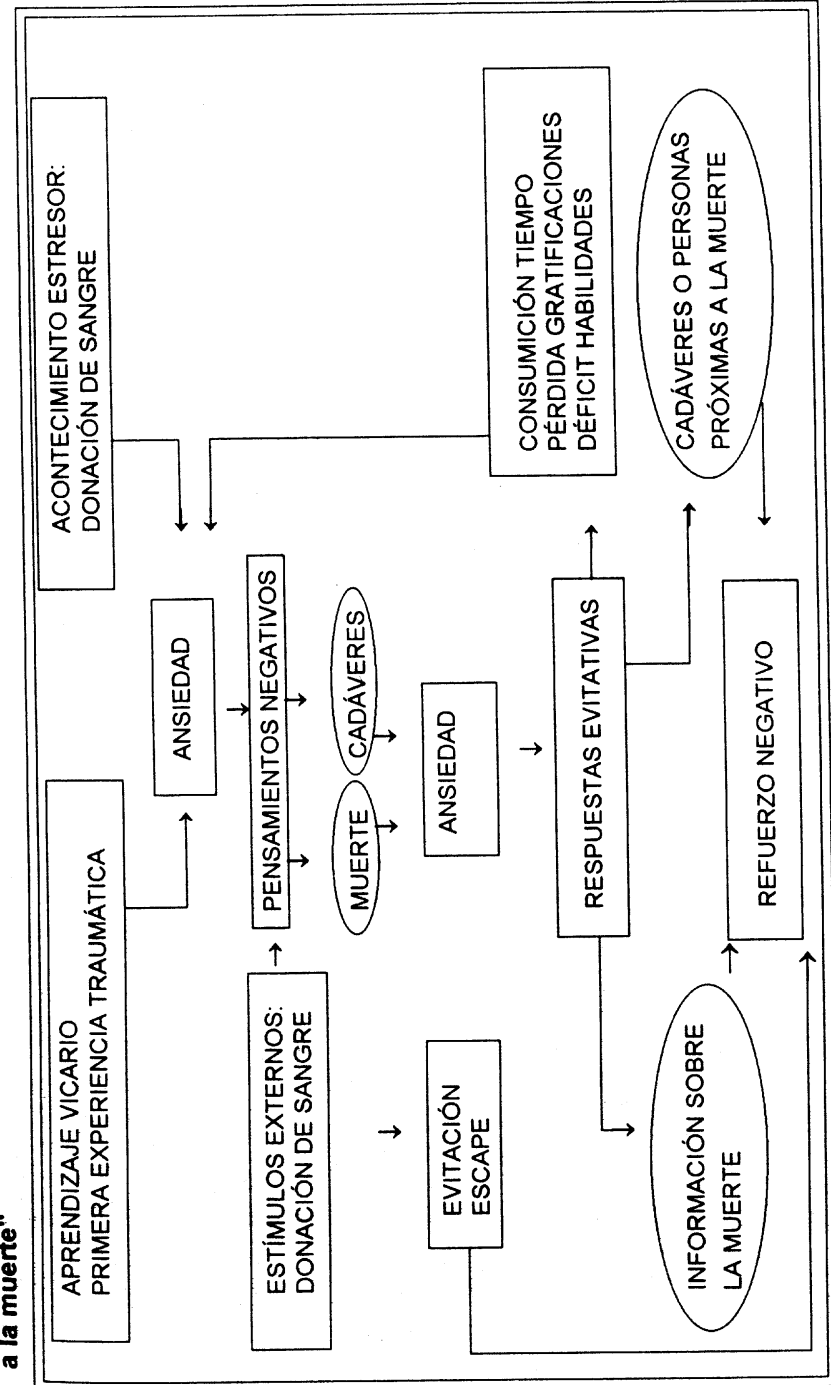 a la muerte"
APRENDIZAJE VICARIO
PRIMERA EXPERIENCIA TRAUMÁTICA
ACONTECIMIENTO ESTRESOR:
DONACIÓN DE SANGRE
ANSIEDAD
ESTÍMULOS EXTERNOS:
DONACIÓN DE SANGRE
PENSAMIENTOS NEGATIVOS
MUERTE
CADÁVERES
EVITACIÓN
ESCAPE
ANSIEDAD
CONSUMICIÓN TIEMPO
PÉRDIDA GRATIFICACIONES
DÉFICIT HABILIDADES
RESPUESTAS EVITATIVAS
INFORMACIÓN SOBRE
LA MUERTE
CADÁVERES O PERSONAS
PRÓXIMAS A LA MUERTE
REFUERZO NEGATIVO